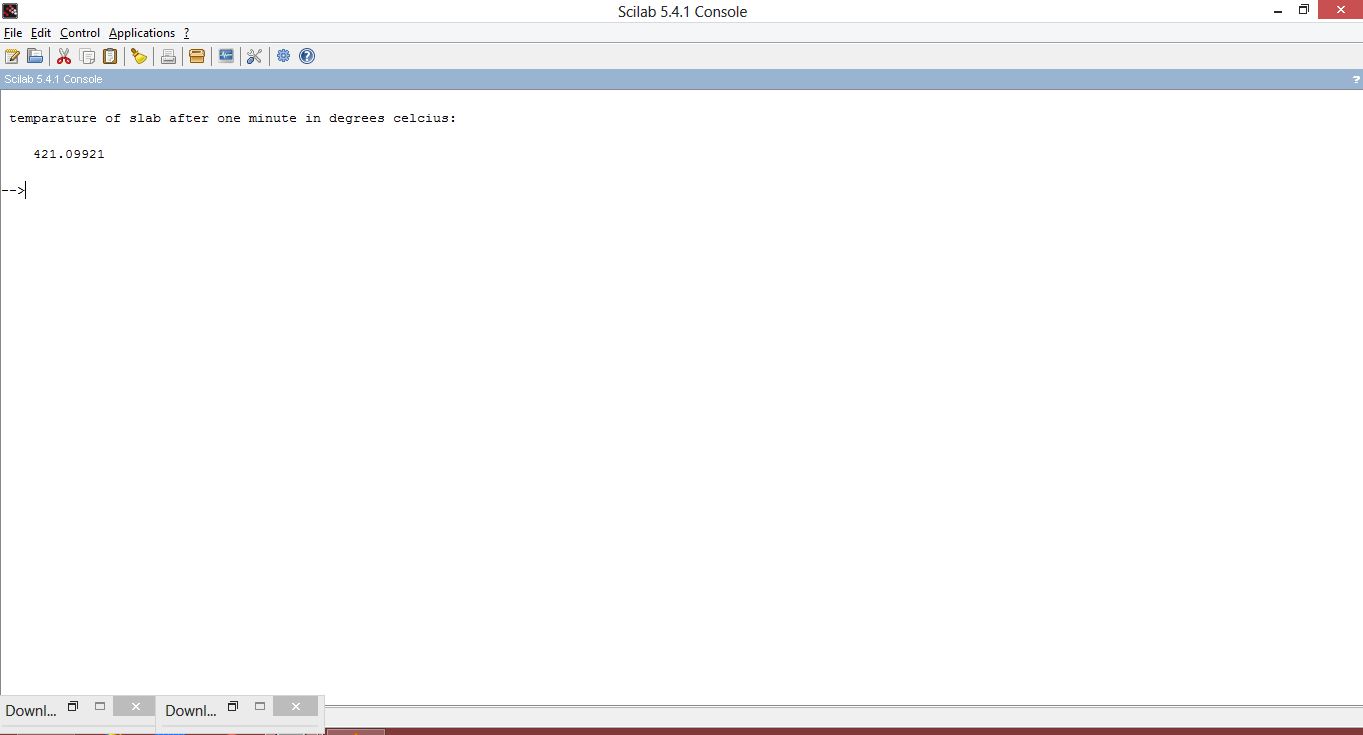 Scilab 5.4.1 Console
File Edit Control Applications ?
Scilab 5.4.1 Console ?
temparature of slab after one minute in degrees celcius:
421.09921
-->
Downl... Downl...